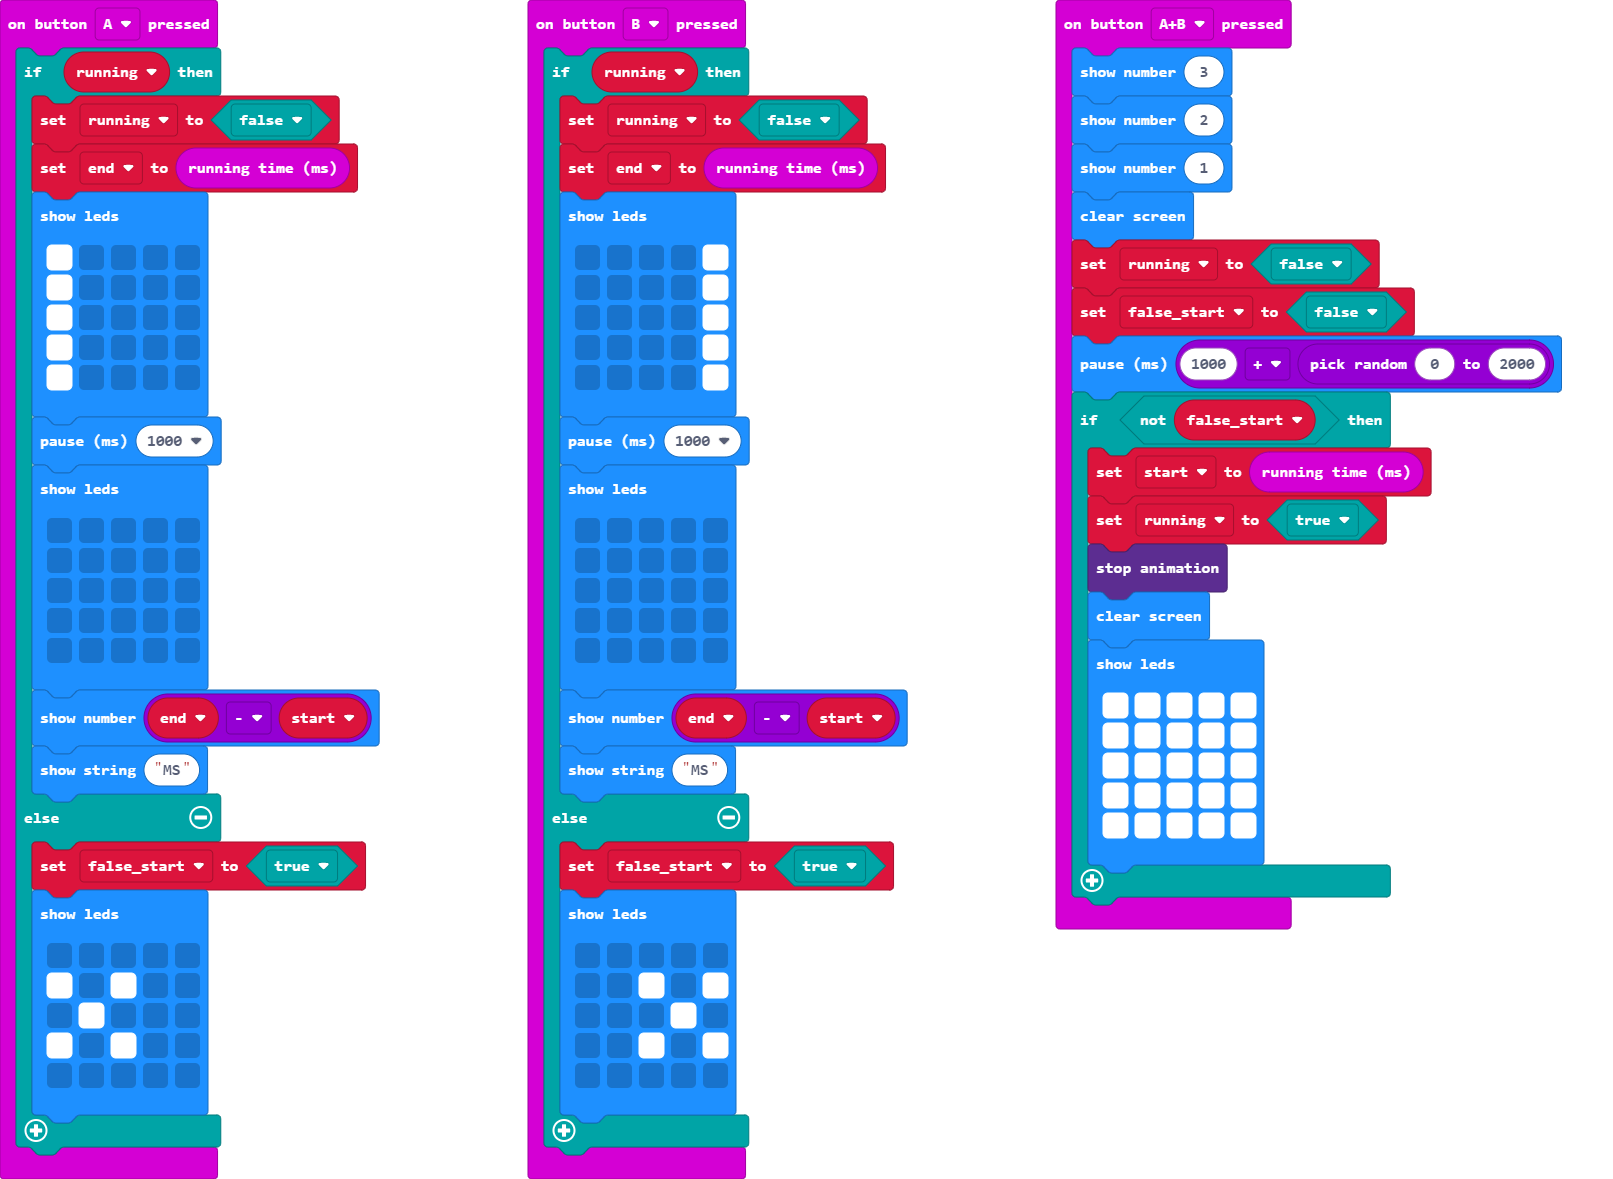 on button A pressed
if running then
set running to false
set end to running time (ms)
show leds
pause (ms) 1000
show leds
show number end - start
show string "MS"
else
set false_start to true
show leds
on button B pressed
if running then
set running to false
set end to running time (ms)
show leds
pause (ms) 1000
show leds
show number end - start
show string "MS"
else
set false_start to true
show leds
on button A+B pressed
show number 3
show number 2
show number 1
clear screen
set running to false
set false_start to false
pause (ms) 1000 + pick random 0 to 2000
if not false_start then
set start to running time (ms)
set running to true
stop animation
clear screen
show leds